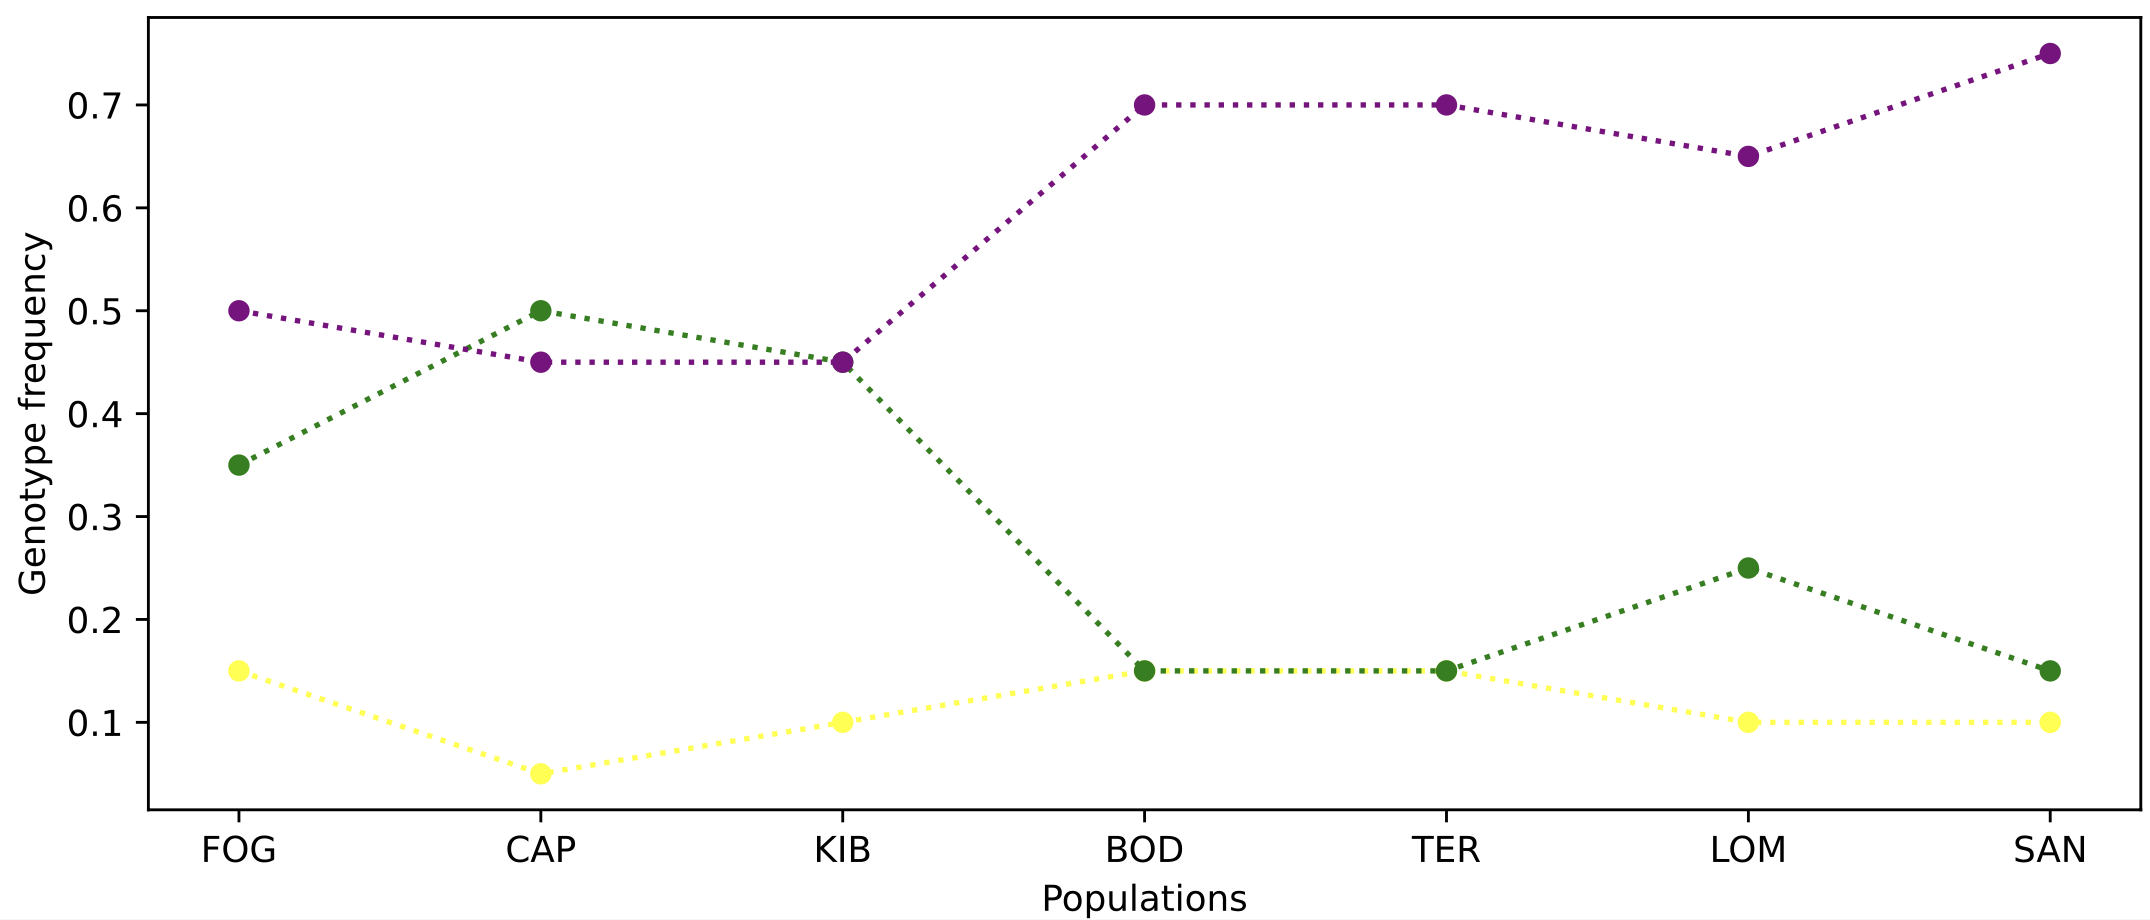 Genotype frequency
0.7
0.6
0.5
0.4
0.3
0.2
0.1
FOG CAP KIB BOD TER LOM SAN
Populations